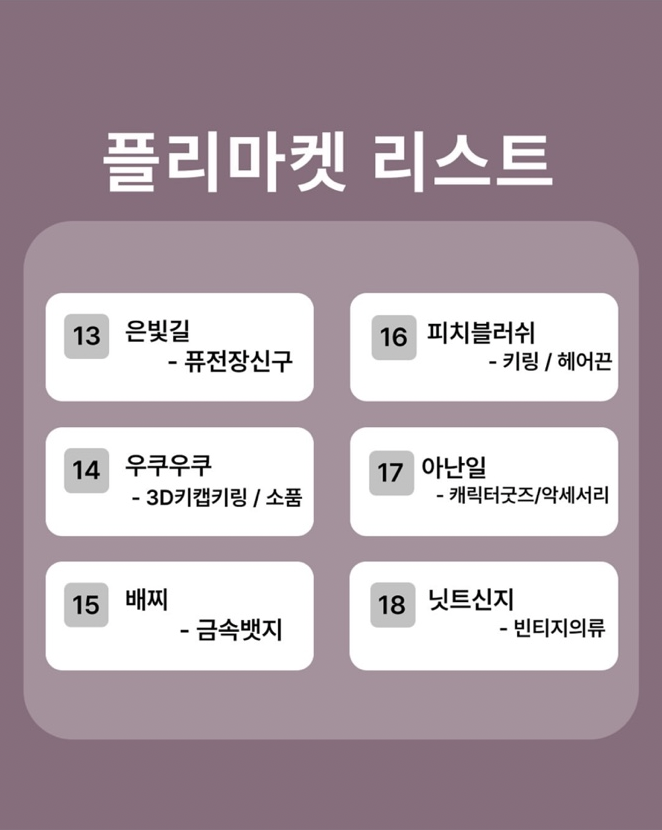 플리마켓 리스트
13
은빛길
- 퓨전장신구
14
우쿠우쿠
- 3D키캡키링 / 소품
15
배찌
- 금속뱃지
16
피치블러쉬
- 키링 / 헤어끈
17
아난일
- 캐릭터굿즈/악세서리
18
닛트신지
- 빈티지의류